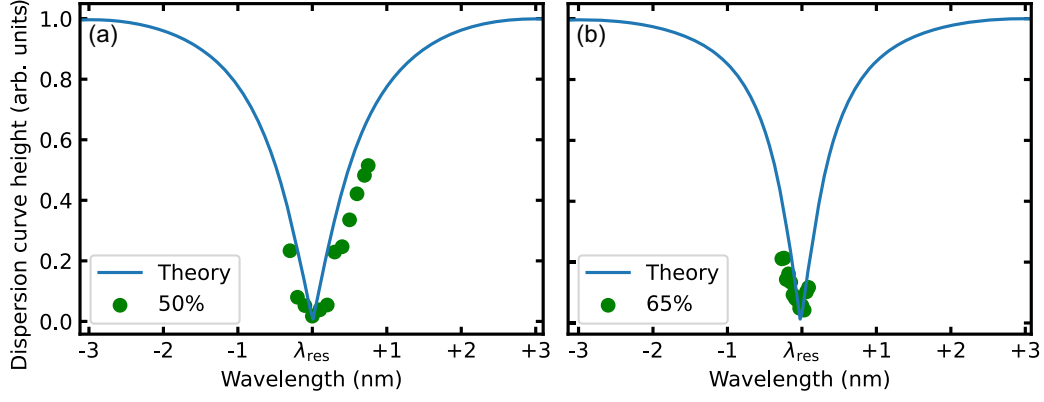 Dispersion curve height (arb. units)
1.0
0.8
0.6
0.4
0.2
0.0
(a)
Theory
50%
-3 -2 -1 λres +1 +2 +3
Wavelength (nm)
(b)
Theory
65%
-3 -2 -1 λres +1 +2 +3
Wavelength (nm)